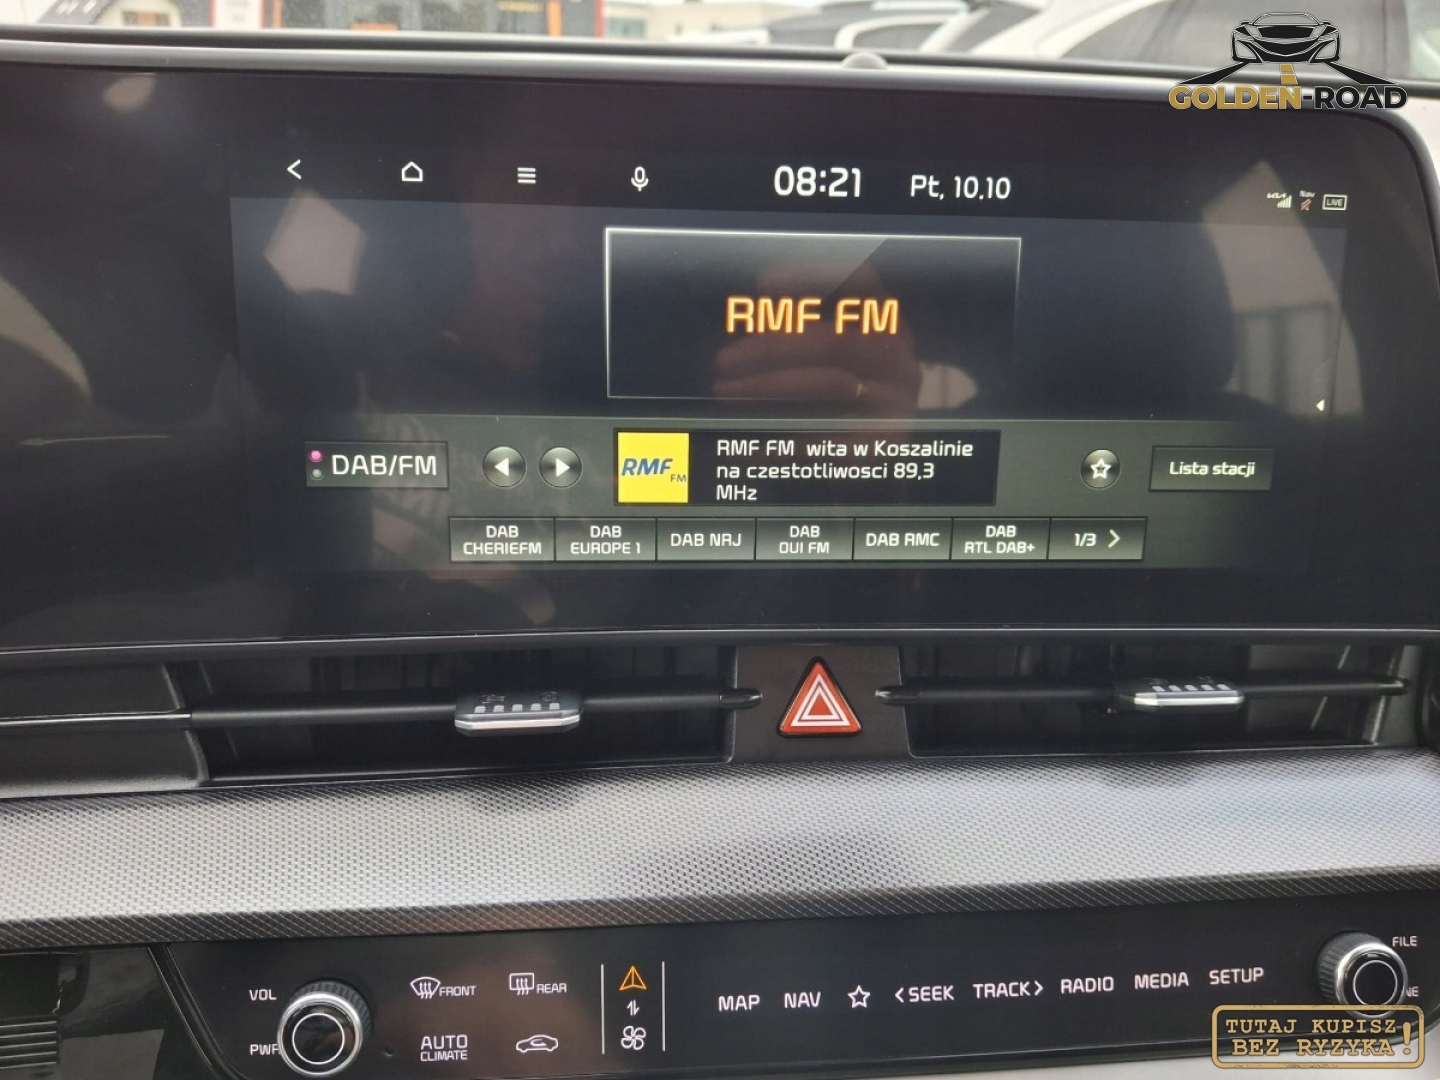 GOLDEN-ROAD
08:21 Pt, 10.10
KIA Nav LIVE
RMF FM
DAB/FM
RMF FM
RMF FM wita w Koszalinie
na czestotliwosci 89,3
MHz
Lista stacji
DAB CHERIEFM
DAB EUROPE 1
DAB NRJ
DAB OUI FM
DAB RMC
DAB RTL DAB+
1/3
VOL
PWR
FRONT
REAR
AUTO CLIMATE
MAP
NAV
<SEEK
TRACK>
RADIO
MEDIA
SETUP
FILE
TUTAJ KUPISZ
BEZ RYZYKA!